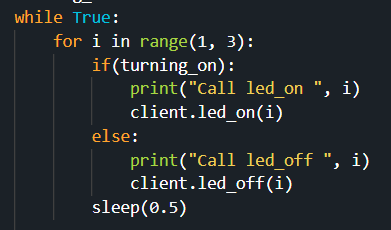 while True:
    for i in range(1, 3):
        if(turning_on):
            print("Call led_on ", i)
            client.led_on(i)
        else:
            print("Call led_off ", i)
            client.led_off(i)
        sleep(0.5)